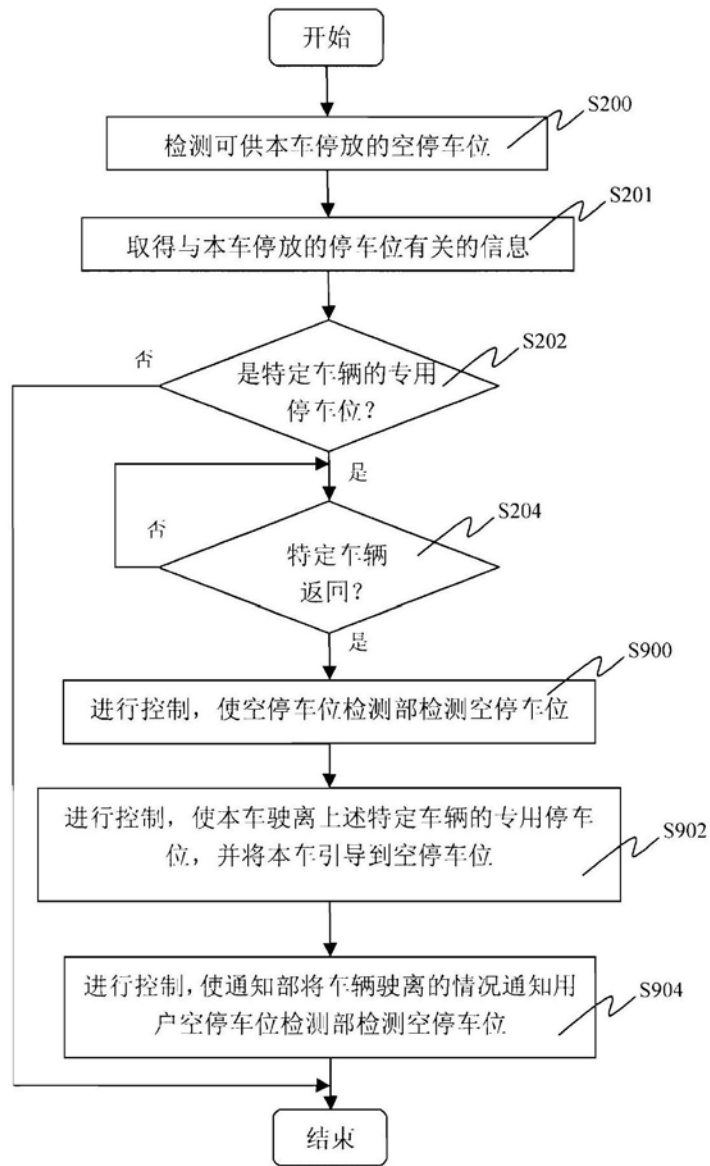 开始
S200
检测可供本车停放的空停车位
S201
取得与本车停放的停车位有关的信息
S202
否
是特定车辆的专用
停车位？
是
S204
否
特定车辆
返回？
是
S900
进行控制，使空停车位检测部检测空停车位
进行控制，使本车驶离上述特定车辆的专用停车
位，并将本车引导到空停车位
S902
进行控制，使通知部将车辆驶离的情况通知用
户空停车位检测部检测空停车位
S904
结束